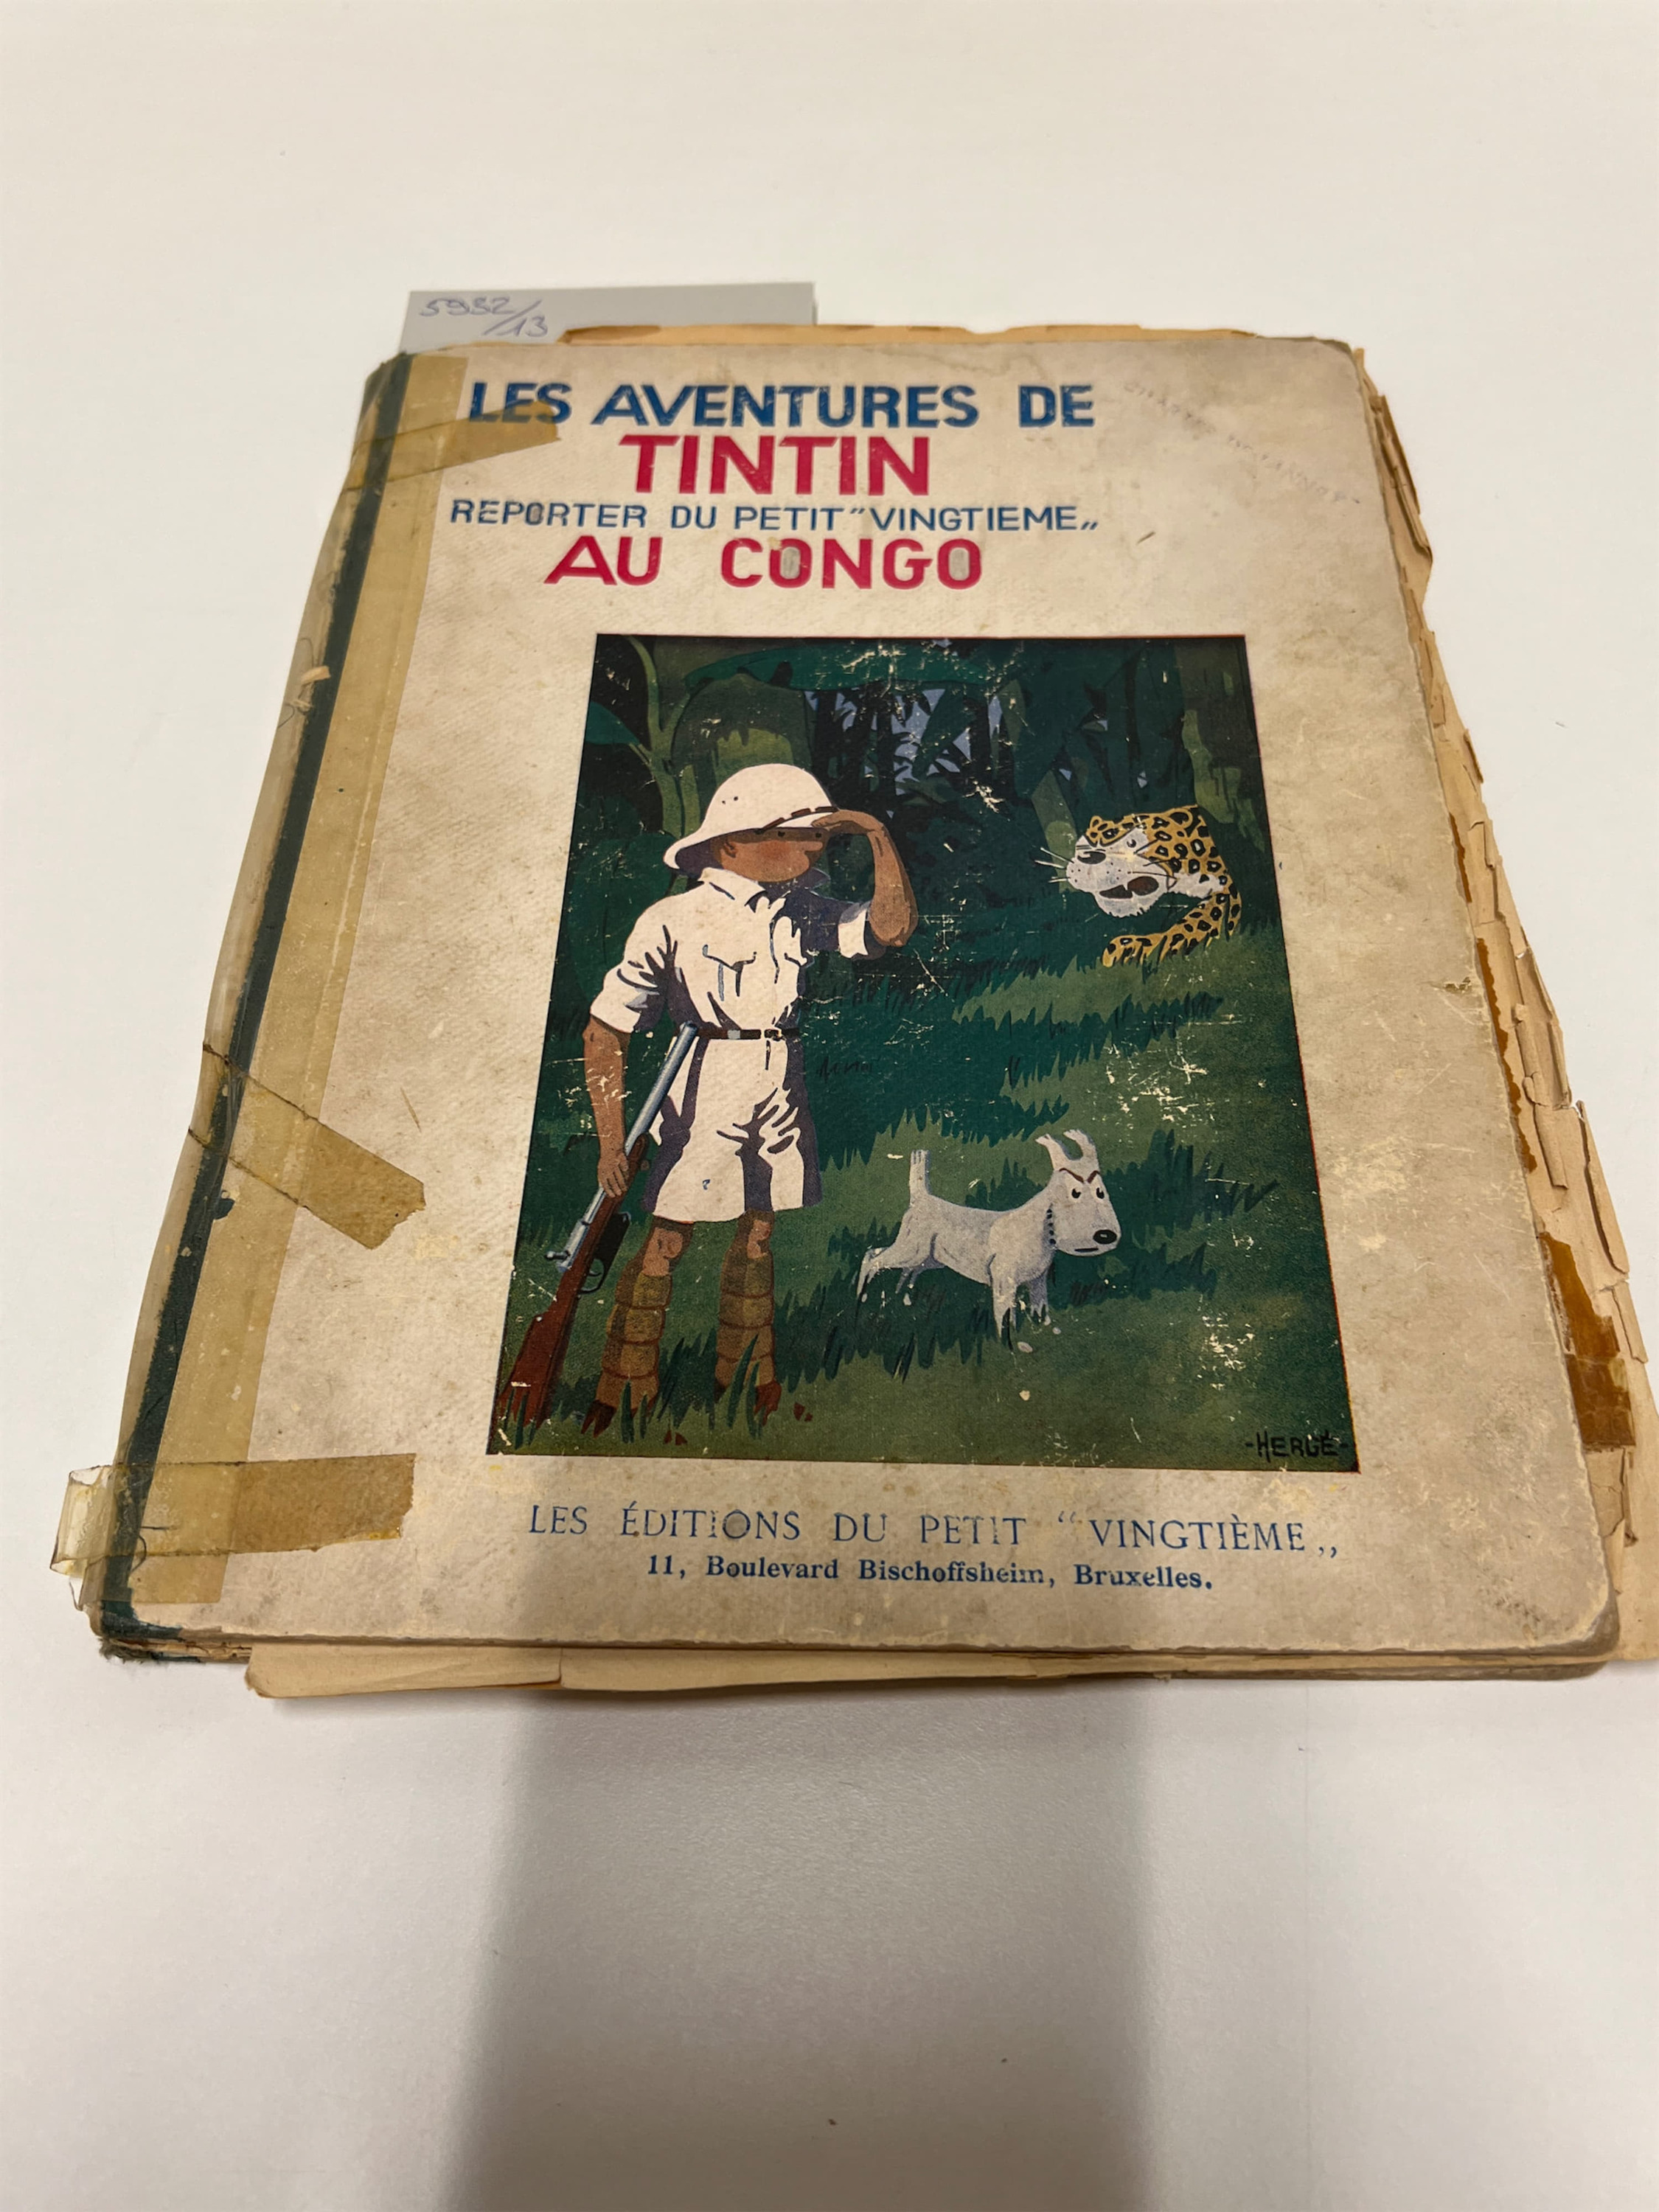 5932/13
LES AVENTURES DE
TINTIN
REPORTER DU PETIT "VINGTIEME„
AU CONGO
-HERGÉ-
LES ÉDITIONS DU PETIT “VINGTIÈME„
11, Boulevard Bischoffsheim, Bruxelles.